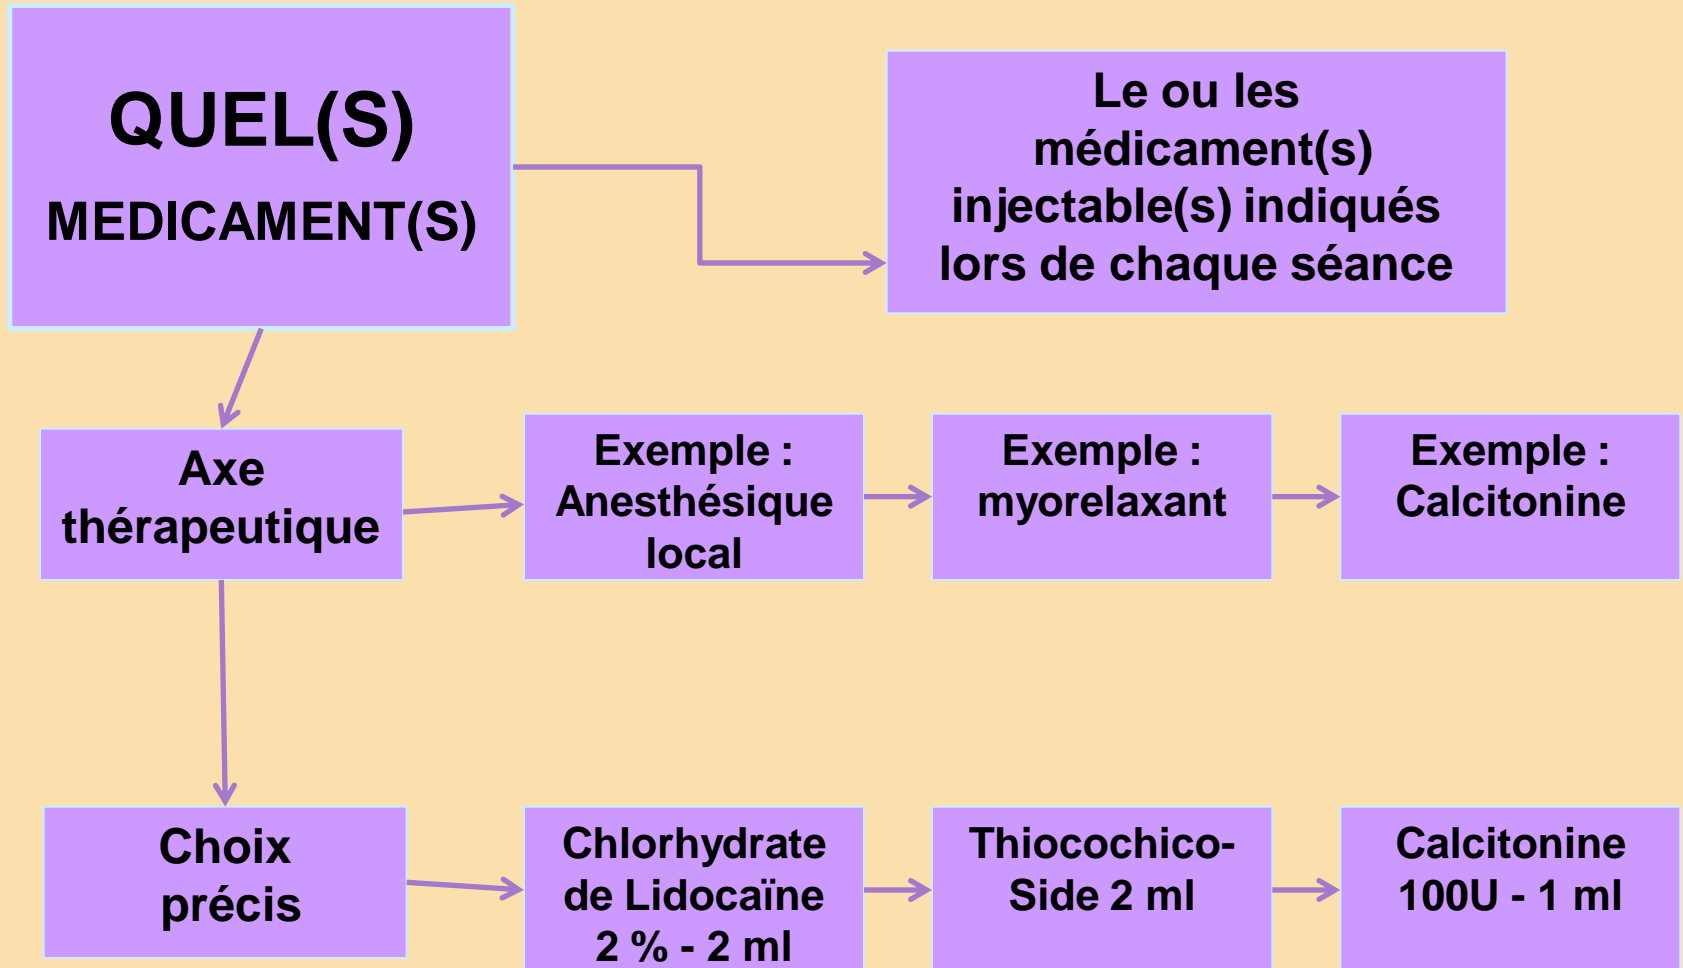 QUEL(S)
MEDICAMENT(S)
Le ou les
médicament(s)
injectable(s) indiqués
lors de chaque séance
Axe
thérapeutique
Exemple :
Anesthésique
local
Exemple :
myorelaxant
Exemple :
Calcitonine
Choix
précis
Chlorhydrate
de Lidocaïne
2 % - 2 ml
Thiocochico-
Side 2 ml
Calcitonine
100U - 1 ml